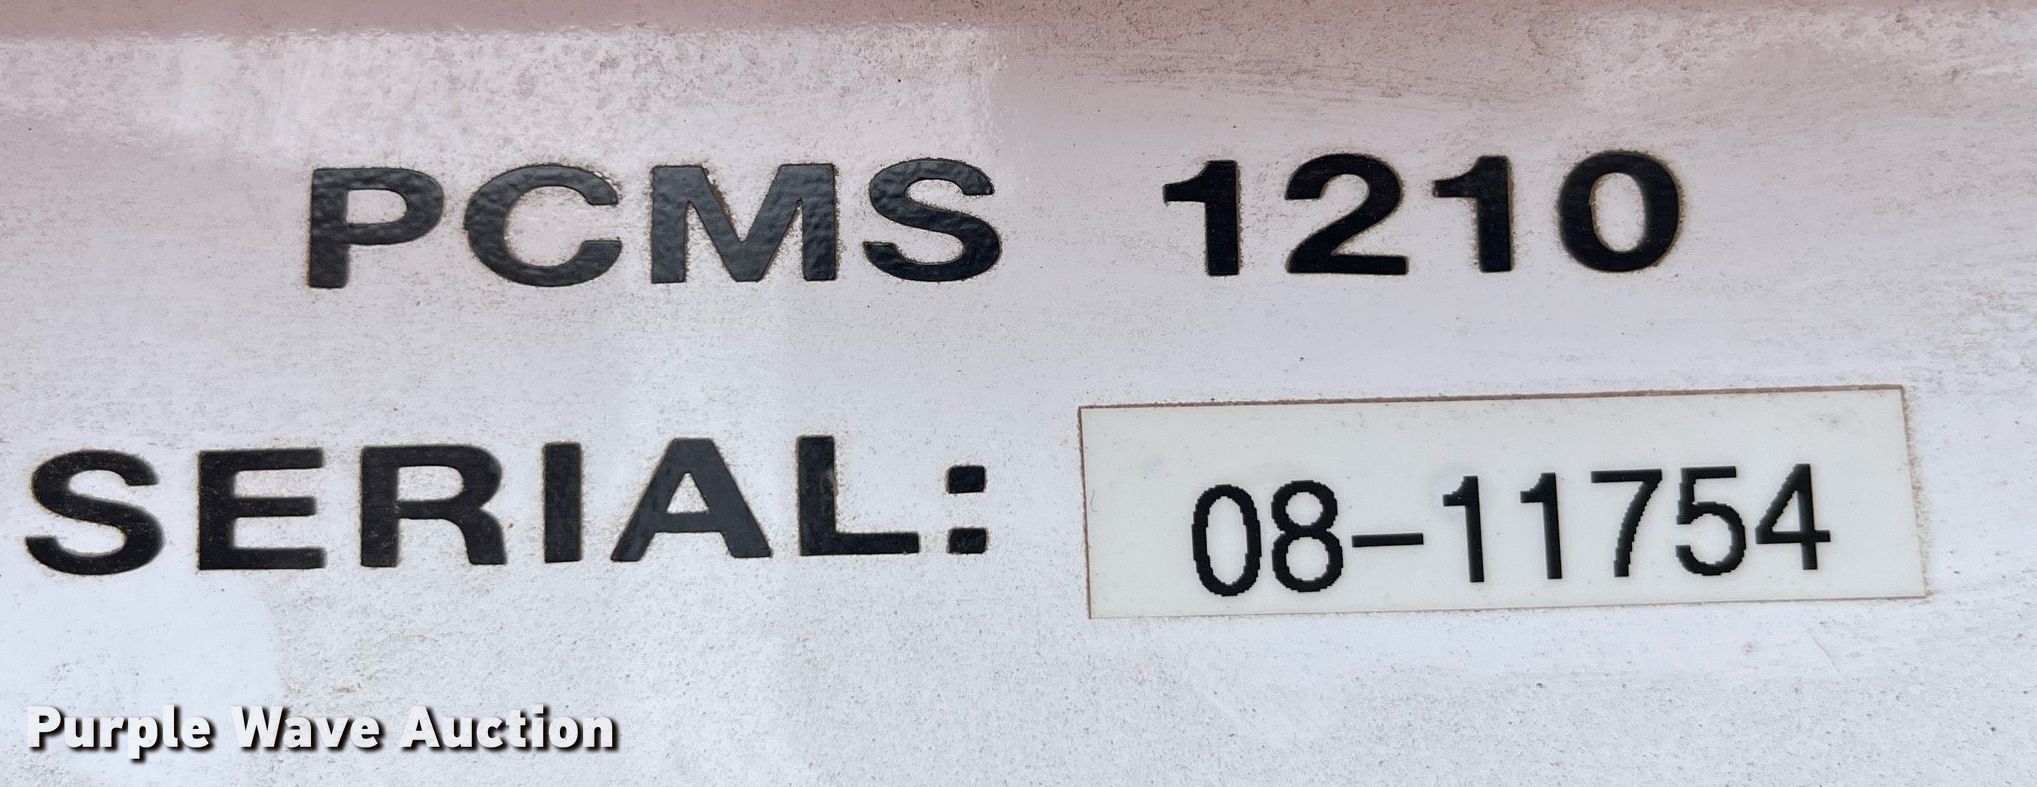 PCMS 1210
SERIAL: 08-11754
Purple Wave Auction